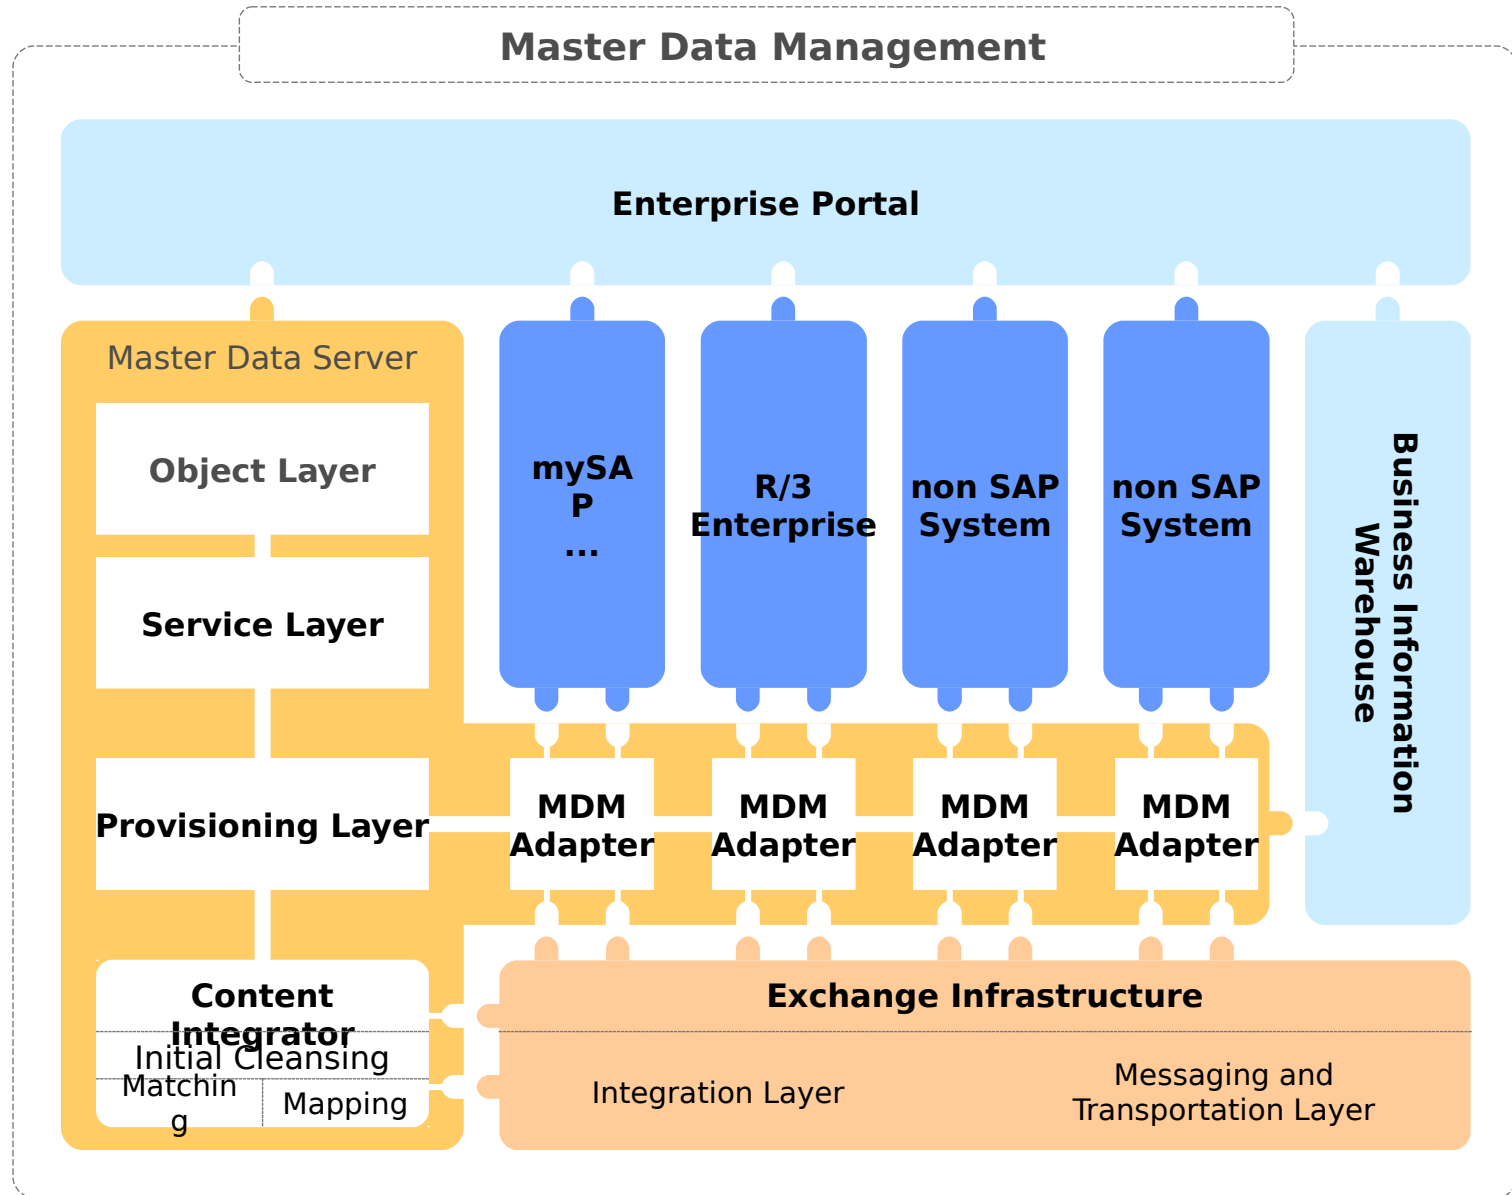 Master Data Management
Enterprise Portal
Master Data Server
Object Layer
Service Layer
Provisioning Layer
Content
Integrator
Initial Cleansing
Matchin
g
Mapping
mySA
P
...
R/3
Enterprise
non SAP
System
non SAP
System
Business Information
Warehouse
MDM
Adapter
MDM
Adapter
MDM
Adapter
MDM
Adapter
Exchange Infrastructure
Integration Layer
Messaging and
Transportation Layer